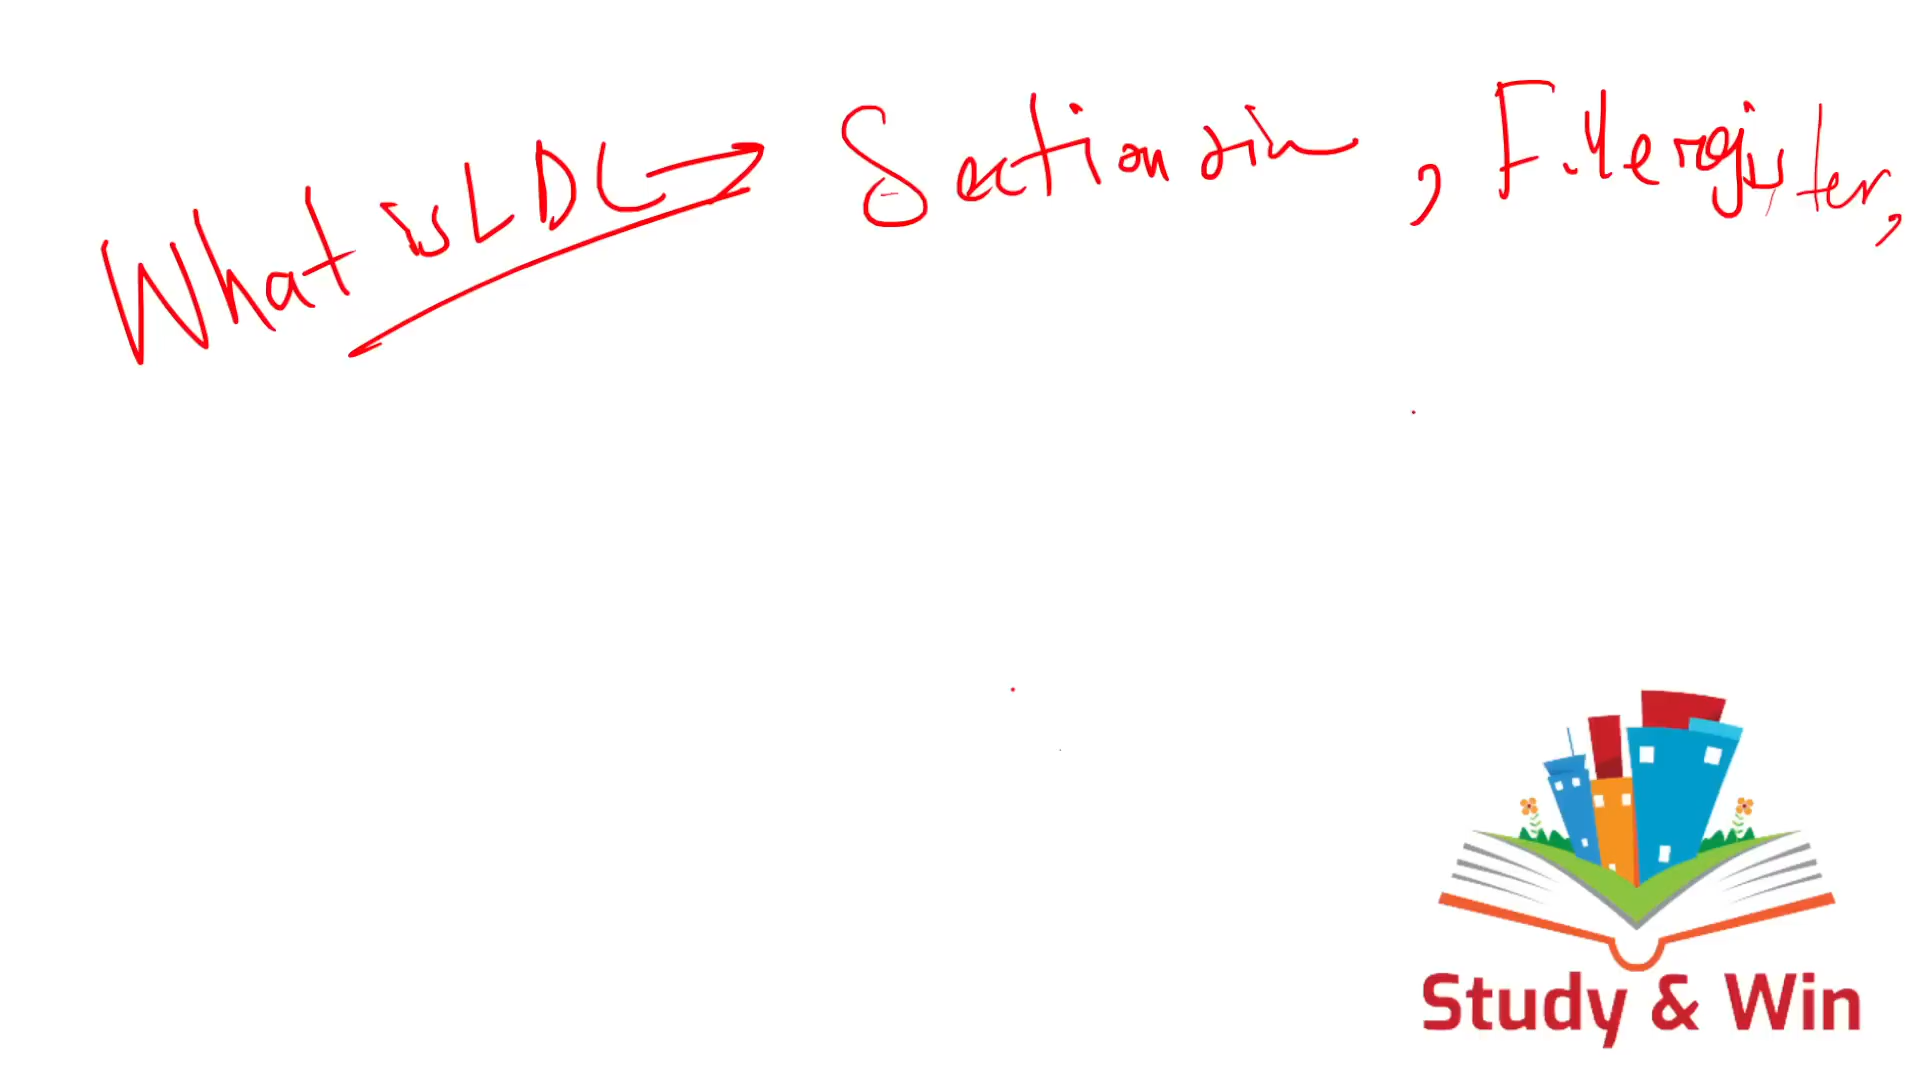 What is LDC → Section , File register,
Study & Win